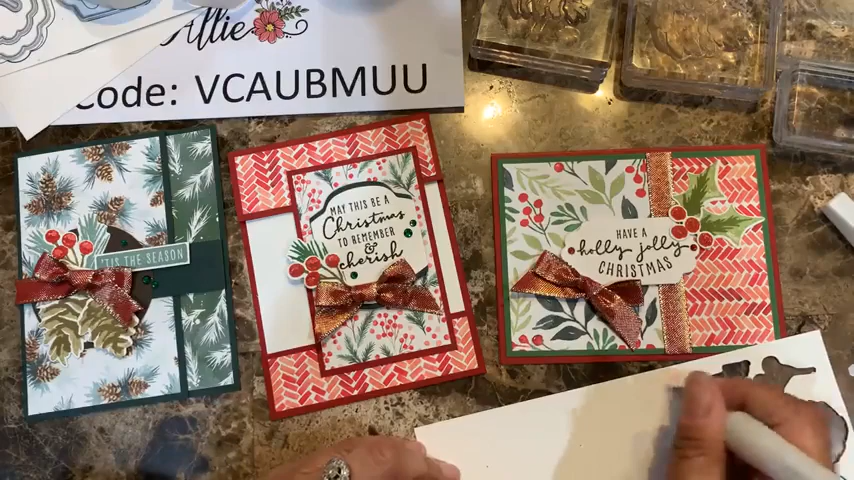 Allie
Code: VCAUBMUU
'TIS THE SEASON
MAY THIS BE A
Christmas
TO REMEMBER
&
cherish
HAVE A
holly jolly
CHRISTMAS